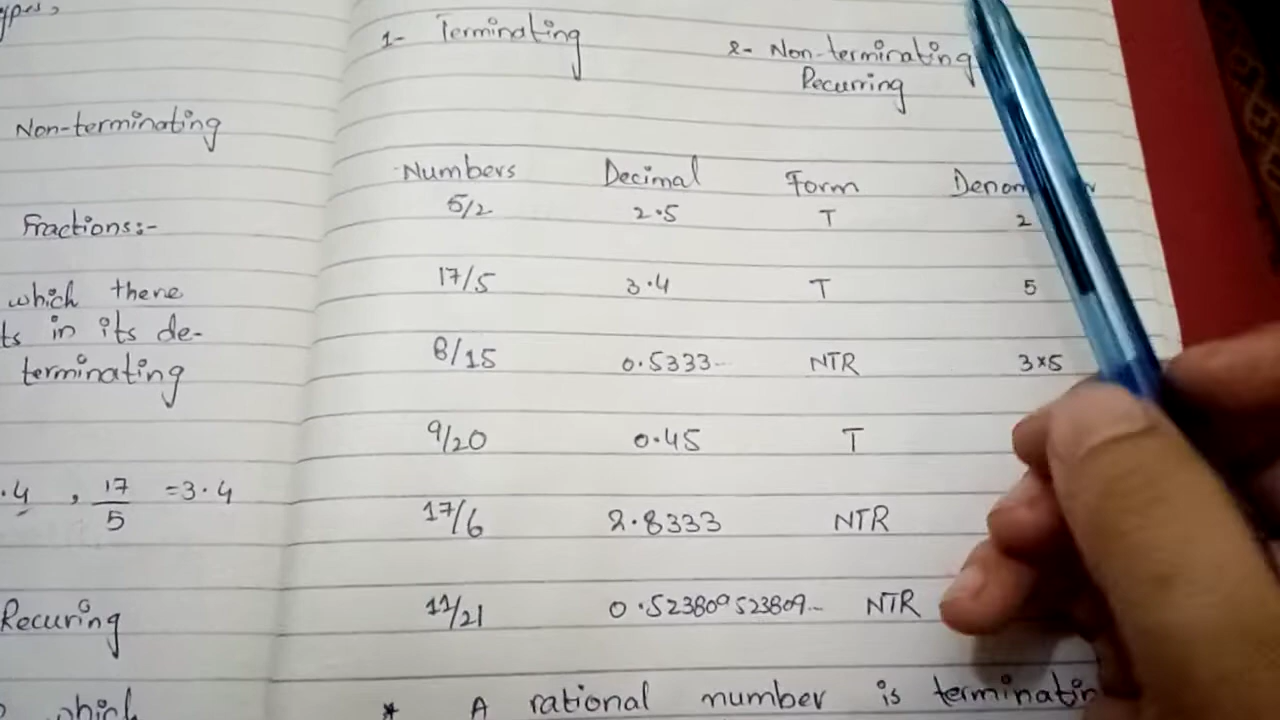 Non-terminating
Fractions:-
which there
ts in its de-
terminating
.4 , 17/5 =3.4
Recuring
which
1- Terminating
2- Non-terminating
Recurring
Numbers Decimal Form
5/2 2.5 T 2
17/5 3.4 T 5
8/15 0.5333-- NTR 3×5
9/20 0.45 T
17/6 2.8333 NTR
11/21 0.523809523809-- NTR
* A rational number is terminatin